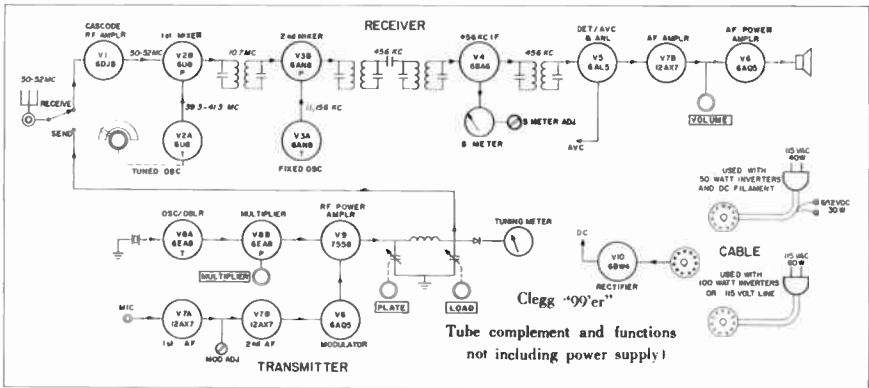 RECEIVER
CASCODE
RF AMPLR
V1
6DJ8
50-52MC
1st MIXER
V2B
6U8
P
10.7 MC
2nd MIXER
V3B
6AN8
P
456 KC
456 KC IF
V4
6BA6
456 KC
DET/AVC
& ANL
V5
6AL5
AF AMPLR
V7B
12AX7
AF POWER
AMPLR
V6
6AQ5
50-52MC
RECEIVE
SEND
39.3-41.3 MC
V2A
6U8
T
TUNED OSC
11,156 KC
V3A
6AN8
T
FIXED OSC
S METER
S METER ADJ
AVC
VOLUME
OSC/DBLR
V8A
6EA8
T
MULTIPLIER
V8B
6EA8
P
MULTIPLIER
RF POWER
AMPLR
V9
7558
TUNING METER
PLATE
LOAD
MIC
V7A
12AX7
1st AF
MOD ADJ
V7B
12AX7
2nd AF
V6
6AQ5
MODULATOR
TRANSMITTER
Clegg "99'er"
Tube complement and functions
not including power supply)
DC
V10
6BW4
RECTIFIER
CABLE
USED WITH
50 WATT INVERTERS
AND DC FILAMENT
115 VAC
40W
6/12VDC
30 W
USED WITH
100 WATT INVERTERS
OR 115 VOLT LINE
115 VAC
80W